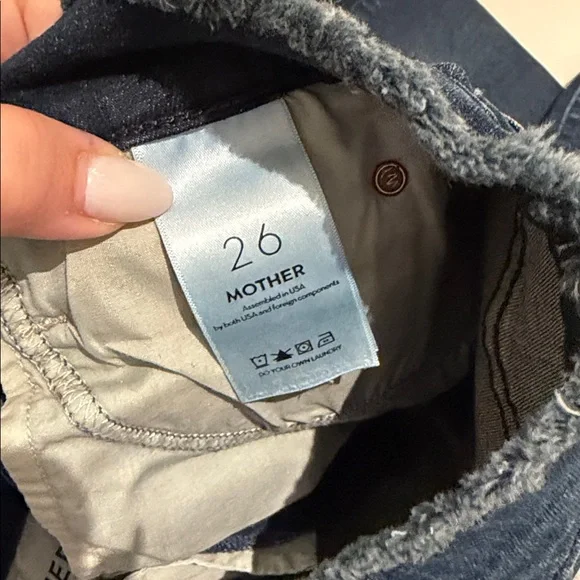 26
MOTHER
Assembled in USA
by both USA and foreign components
DO YOUR OWN LAUNDRY